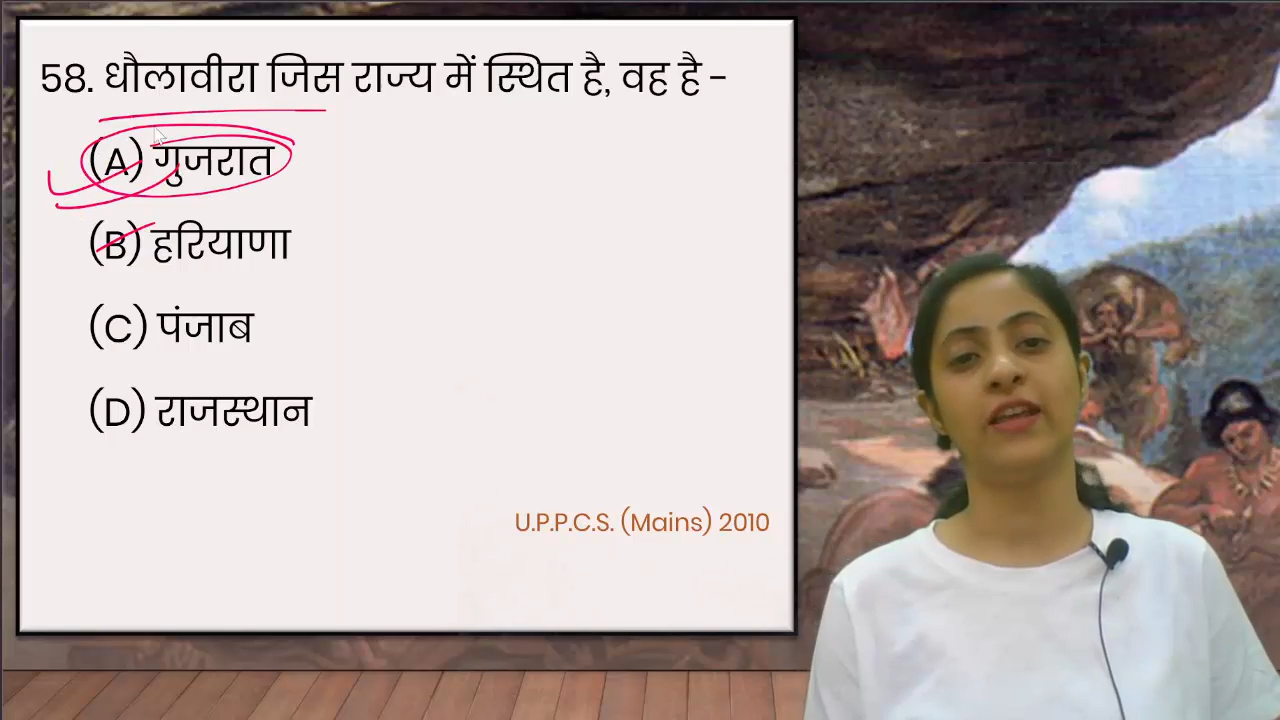 58. धौलावीरा जिस राज्य में स्थित है, वह है -
(A) गुजरात
(B) हरियाणा
(C) पंजाब
(D) राजस्थान
U.P.P.C.S. (Mains) 2010